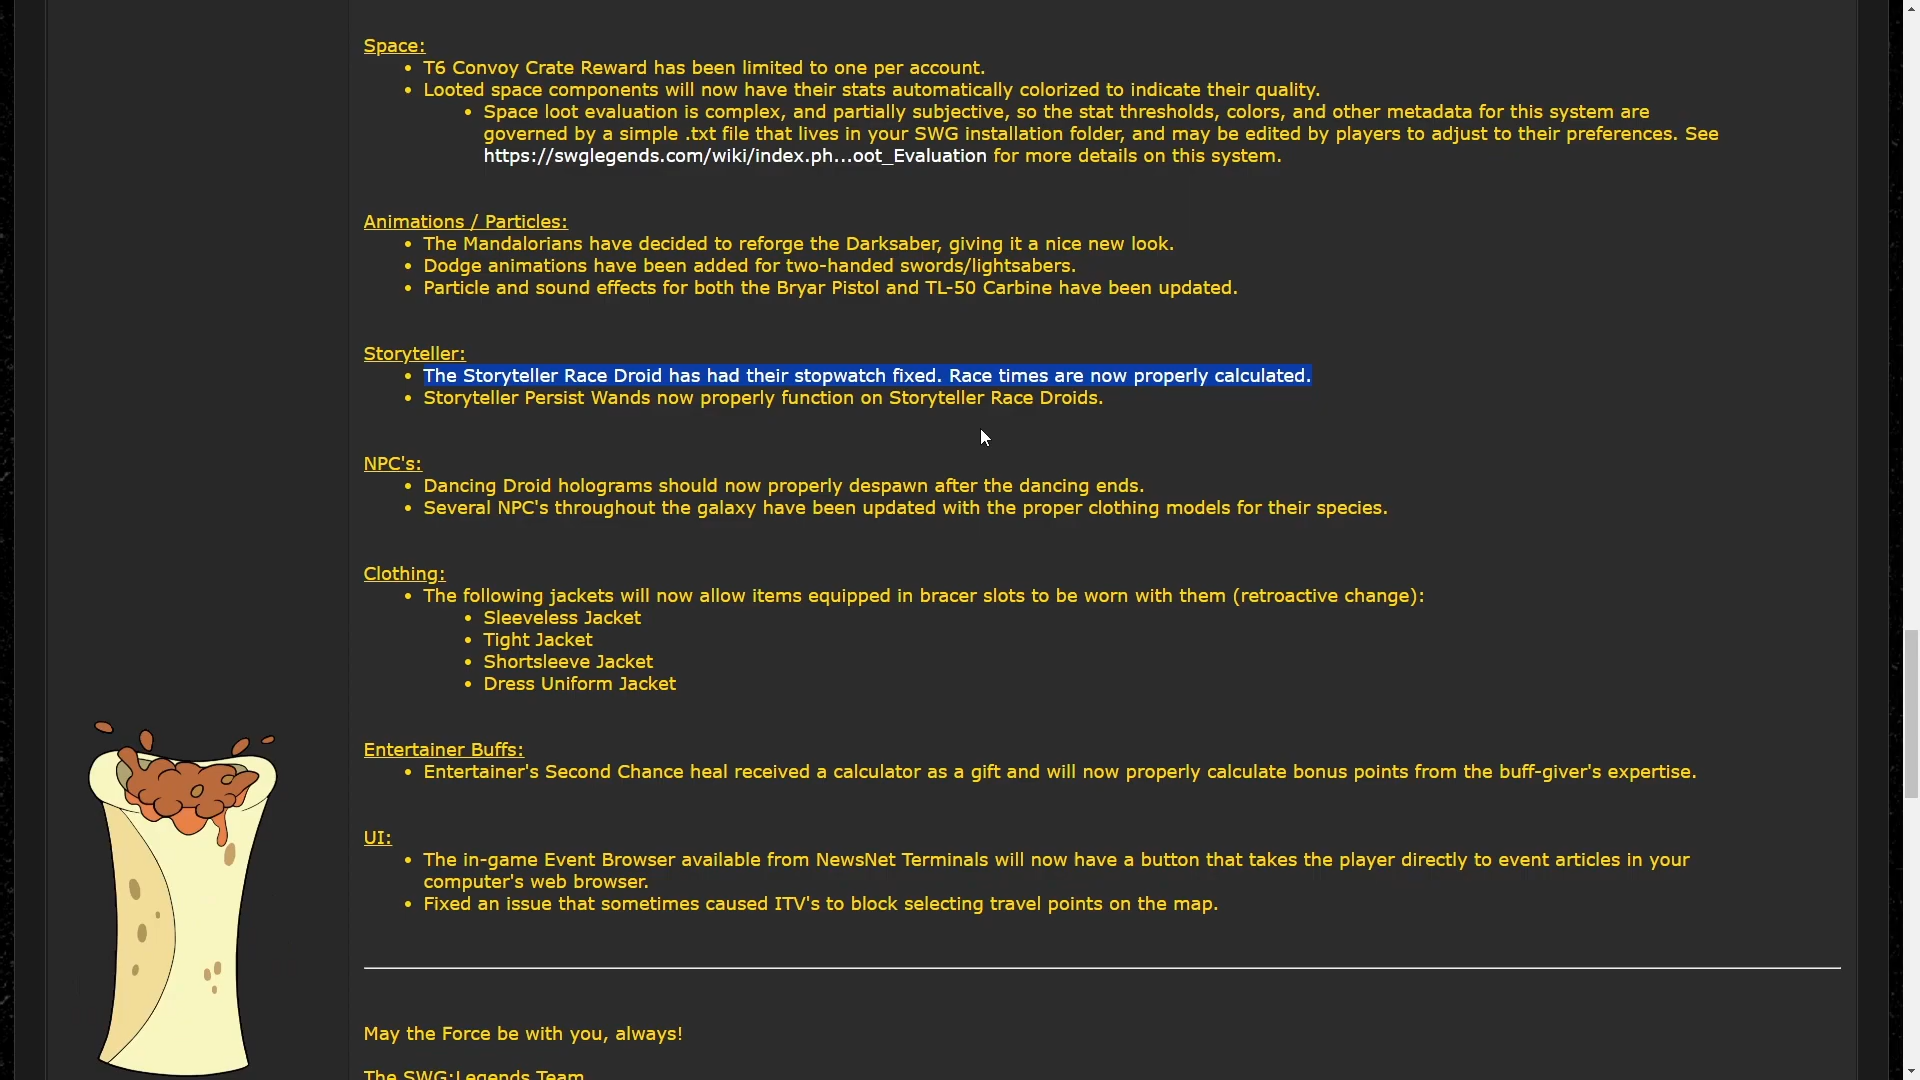 Space:
• T6 Convoy Crate Reward has been limited to one per account.
• Looted space components will now have their stats automatically colorized to indicate their quality.
• Space loot evaluation is complex, and partially subjective, so the stat thresholds, colors, and other metadata for this system are
governed by a simple .txt file that lives in your SWG installation folder, and may be edited by players to adjust to their preferences. See
https://swglegends.com/wiki/index.ph...oot_Evaluation for more details on this system.
Animations / Particles:
• The Mandalorians have decided to reforge the Darksaber, giving it a nice new look.
• Dodge animations have been added for two-handed swords/lightsabers.
• Particle and sound effects for both the Bryar Pistol and TL-50 Carbine have been updated.
Storyteller:
• The Storyteller Race Droid has had their stopwatch fixed. Race times are now properly calculated.
• Storyteller Persist Wands now properly function on Storyteller Race Droids.
NPC's:
• Dancing Droid holograms should now properly despawn after the dancing ends.
• Several NPC's throughout the galaxy have been updated with the proper clothing models for their species.
Clothing:
• The following jackets will now allow items equipped in bracer slots to be worn with them (retroactive change):
• Sleeveless Jacket
• Tight Jacket
• Shortsleeve Jacket
• Dress Uniform Jacket
Entertainer Buffs:
• Entertainer's Second Chance heal received a calculator as a gift and will now properly calculate bonus points from the buff-giver's expertise.
UI:
• The in-game Event Browser available from NewsNet Terminals will now have a button that takes the player directly to event articles in your
computer's web browser.
• Fixed an issue that sometimes caused ITV's to block selecting travel points on the map.
May the Force be with you, always!
The SWG:Legends Team